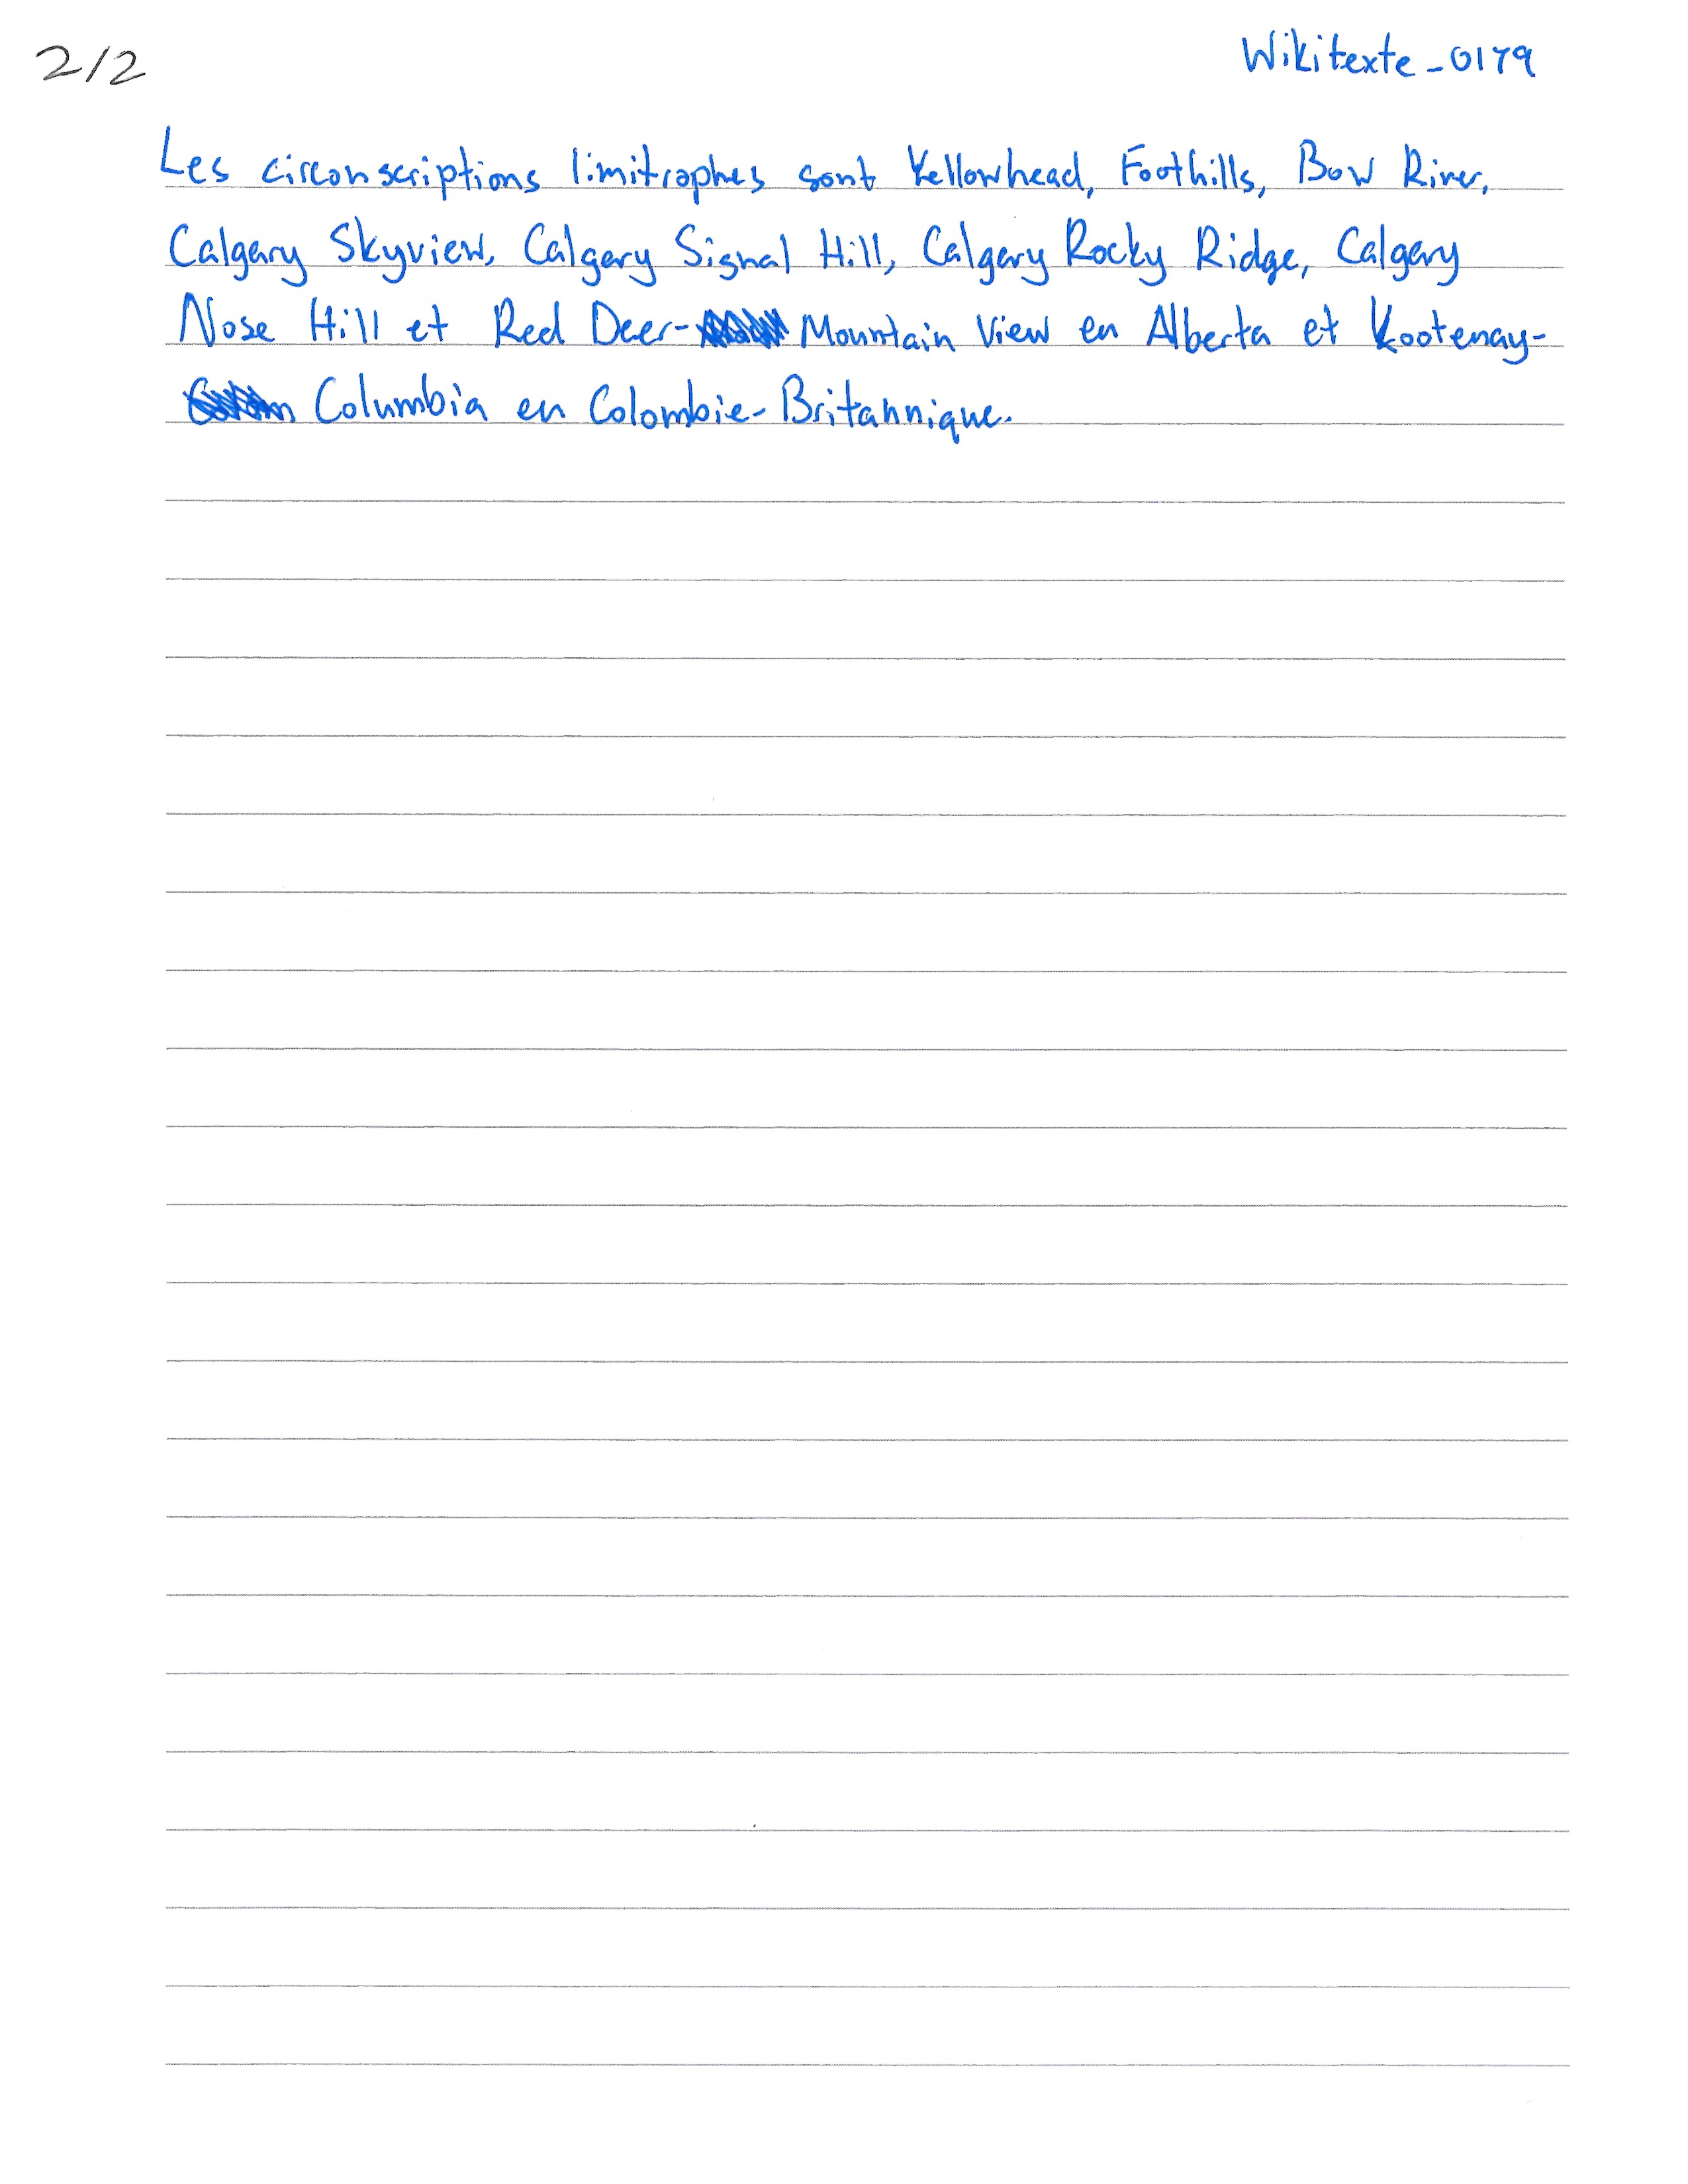 2/2
Wikitexte_0179
Les circonscriptions limitrophes sont Yellowhead, Foothills, Bow River,
Calgary Skyview, Calgary Signal Hill, Calgary Rocky Ridge, Calgary
Nose Hill et Red Deer- Mountain View en Alberta et Kootenay-
Columbia en Colombie-Britannique.